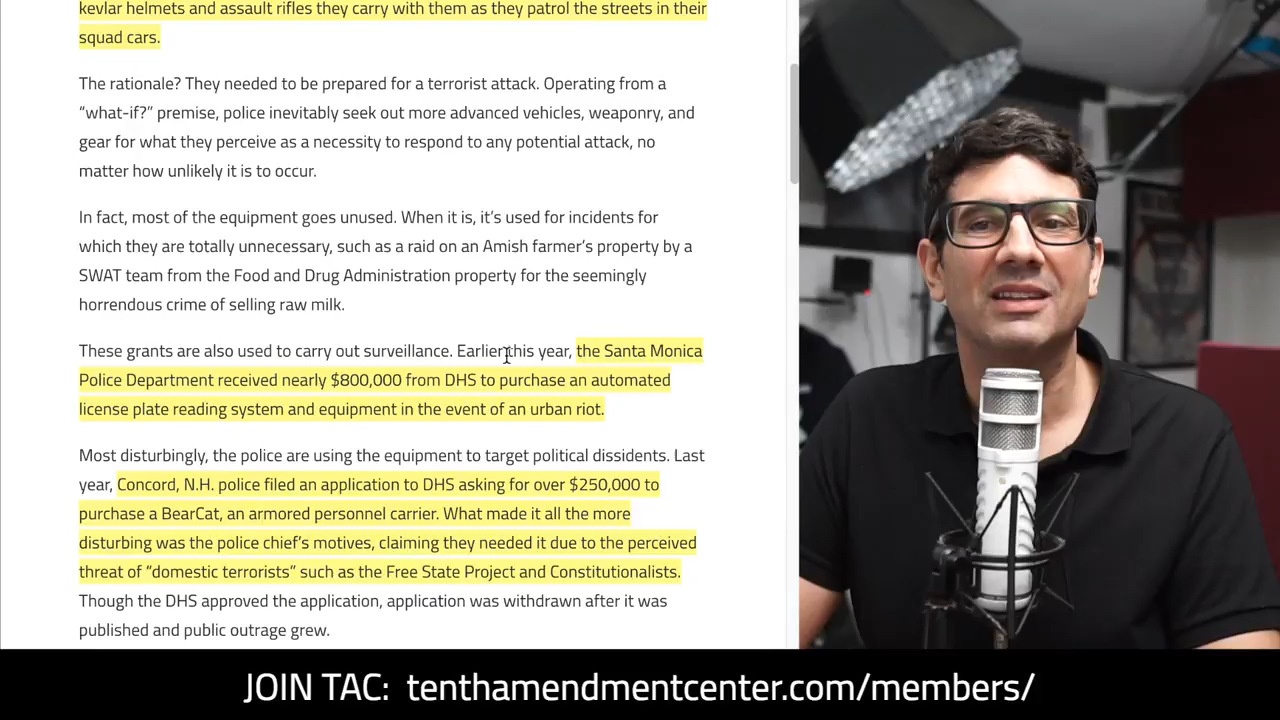 kevlar helmets and assault rifles they carry with them as they patrol the streets in their
squad cars.
The rationale? They needed to be prepared for a terrorist attack. Operating from a
“what-if?” premise, police inevitably seek out more advanced vehicles, weaponry, and
gear for what they perceive as a necessity to respond to any potential attack, no
matter how unlikely it is to occur.
In fact, most of the equipment goes unused. When it is, it’s used for incidents for
which they are totally unnecessary, such as a raid on an Amish farmer’s property by a
SWAT team from the Food and Drug Administration property for the seemingly
horrendous crime of selling raw milk.
These grants are also used to carry out surveillance. Earlier this year, the Santa Monica
Police Department received nearly $800,000 from DHS to purchase an automated
license plate reading system and equipment in the event of an urban riot.
Most disturbingly, the police are using the equipment to target political dissidents. Last
year, Concord, N.H. police filed an application to DHS asking for over $250,000 to
purchase a BearCat, an armored personnel carrier. What made it all the more
disturbing was the police chief’s motives, claiming they needed it due to the perceived
threat of “domestic terrorists” such as the Free State Project and Constitutionalists.
Though the DHS approved the application, application was withdrawn after it was
published and public outrage grew.
JOIN TAC: tenthamendmentcenter.com/members/